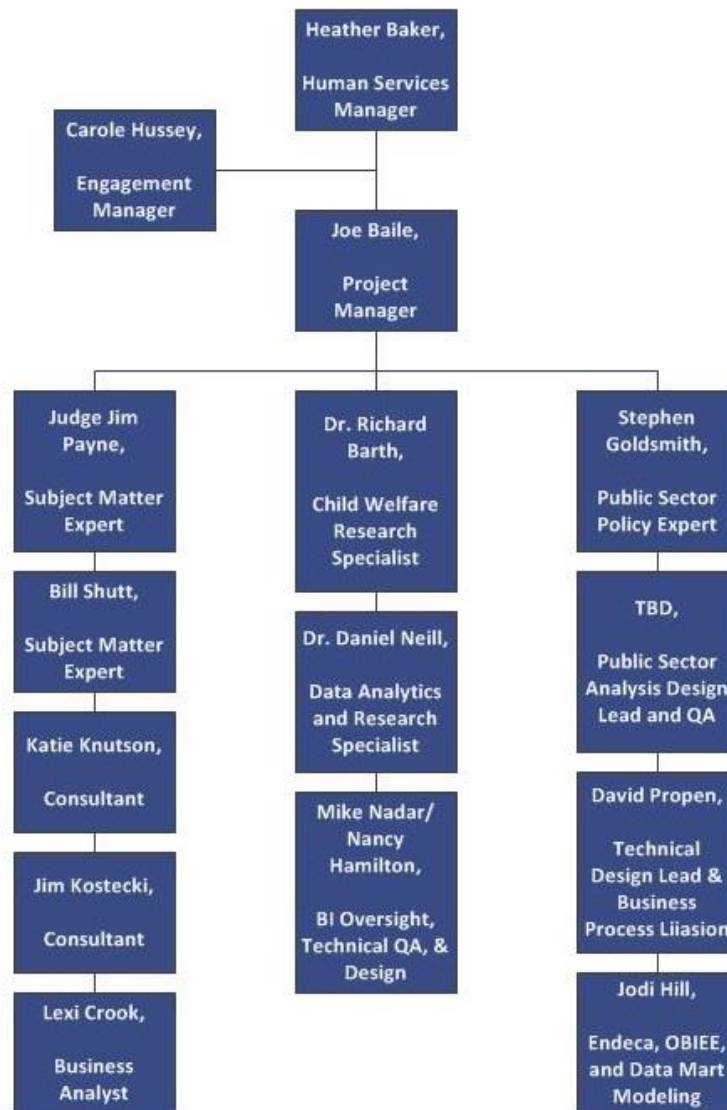 Heather Baker,
Human Services
Manager
Carole Hussey,
Engagement
Manager
Joe Baile,
Project
Manager
Judge Jim
Payne,
Subject Matter
Expert
Bill Shutt,
Subject Matter
Expert
Katie Knutson,
Consultant
Jim Kostecki,
Consultant
Lexi Crook,
Business
Analyst
Dr. Richard
Barth,
Child Welfare
Research
Specialist
Dr. Daniel Neill,
Data Analytics
and Research
Specialist
Mike Nadar/
Nancy
Hamilton,
BI Oversight,
Technical QA, &
Design
Stephen
Goldsmith,
Public Sector
Policy Expert
TBD,
Public Sector
Analysis Design
Lead and QA
David Propen,
Technical
Design Lead &
Business
Process Liiasion
Jodi Hill,
Endeca, OBIEE,
and Data Mart
Modeling